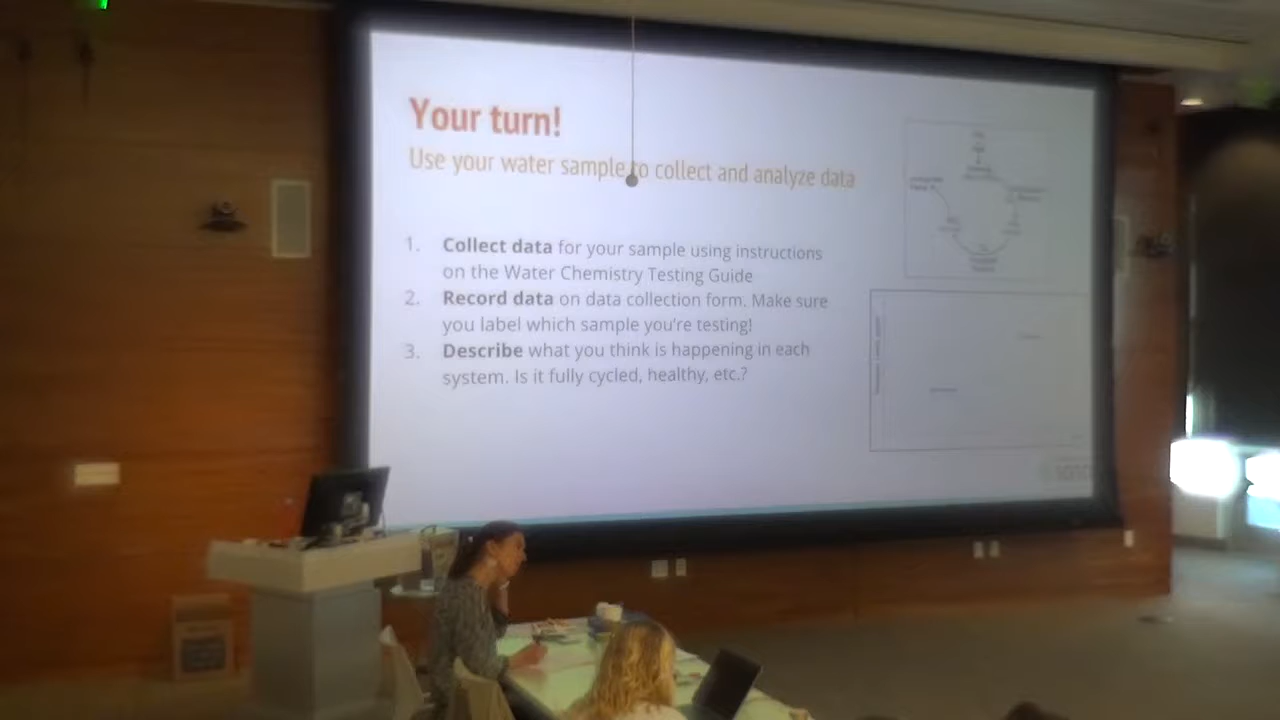 Your turn!
Use your water sample to collect and analyze data
1. Collect data for your sample using instructions
on the Water Chemistry Testing Guide
2. Record data on data collection form. Make sure
you label which sample you're testing!
3. Describe what you think is happening in each
system. Is it fully cycled, healthy, etc.?